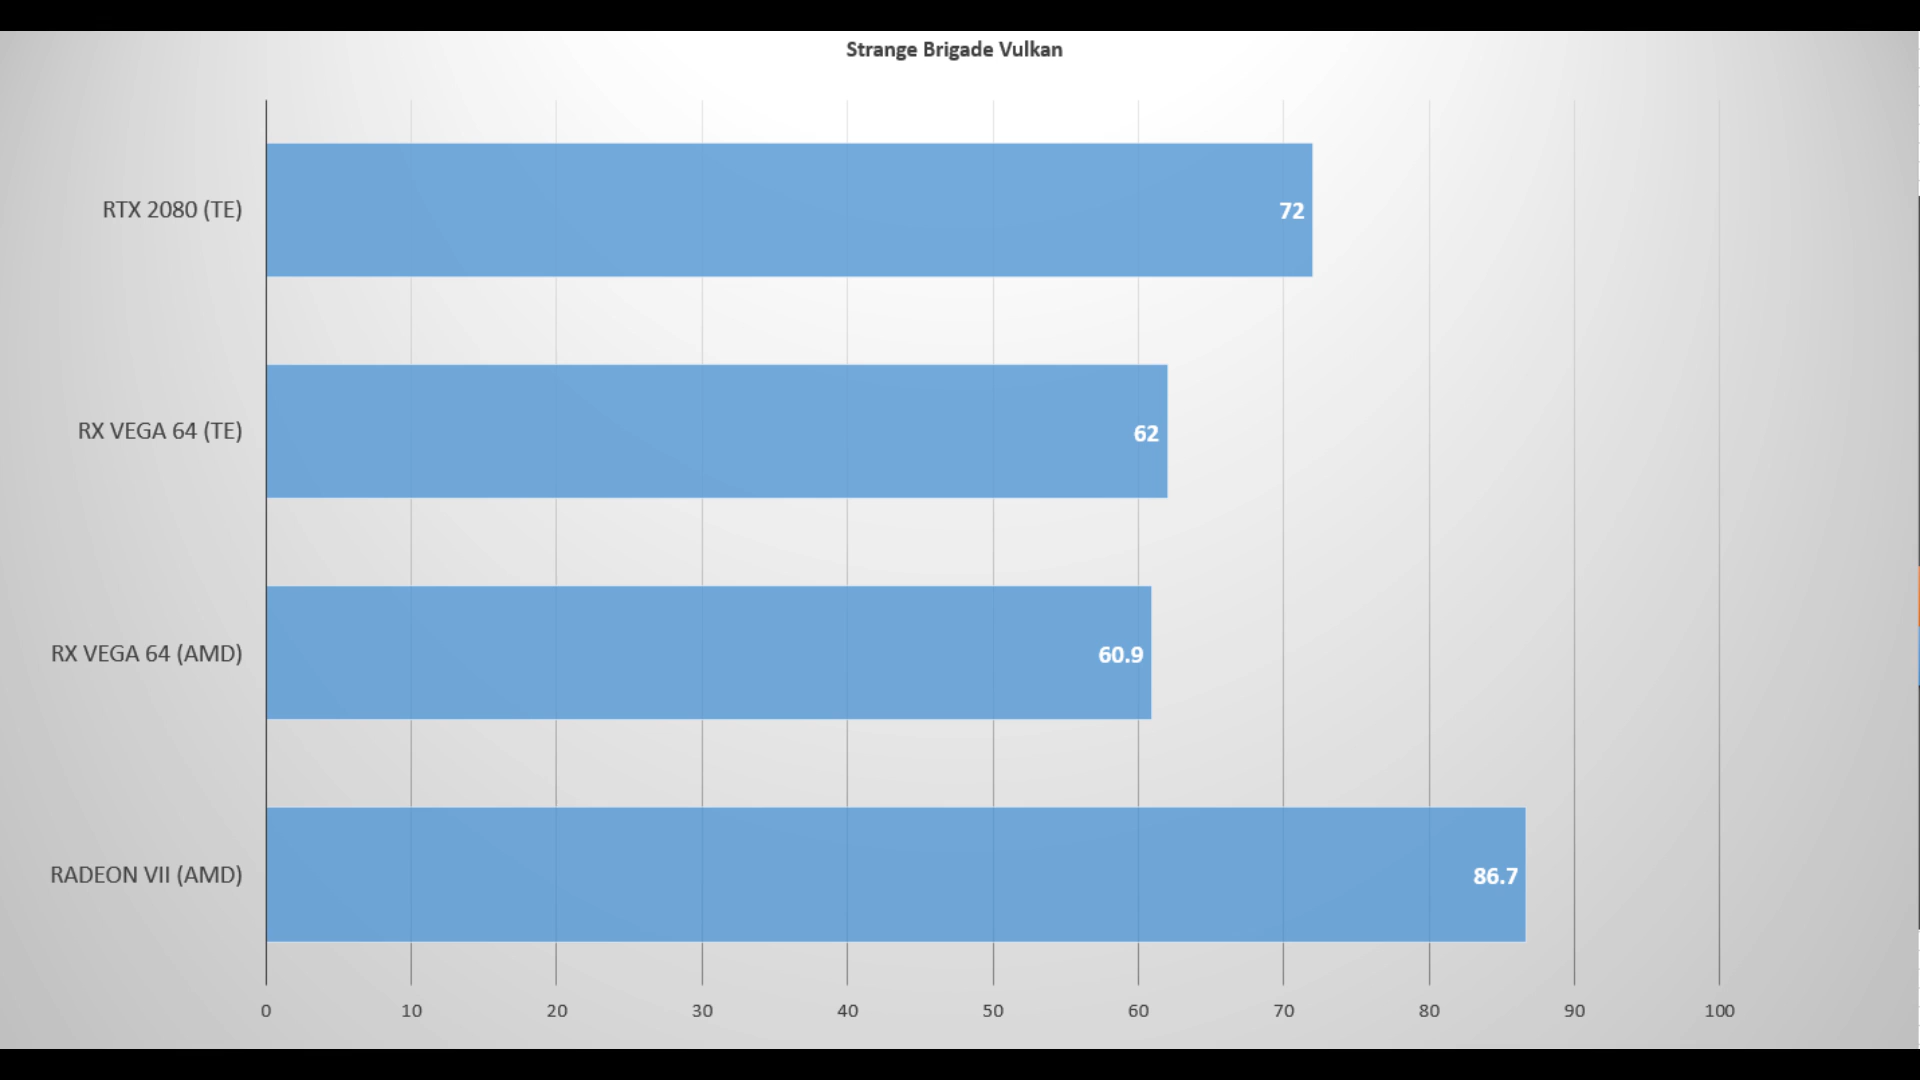 Strange Brigade Vulkan
RTX 2080 (TE)
72
RX VEGA 64 (TE)
62
RX VEGA 64 (AMD)
60.9
RADEON VII (AMD)
86.7
0 10 20 30 40 50 60 70 80 90 100